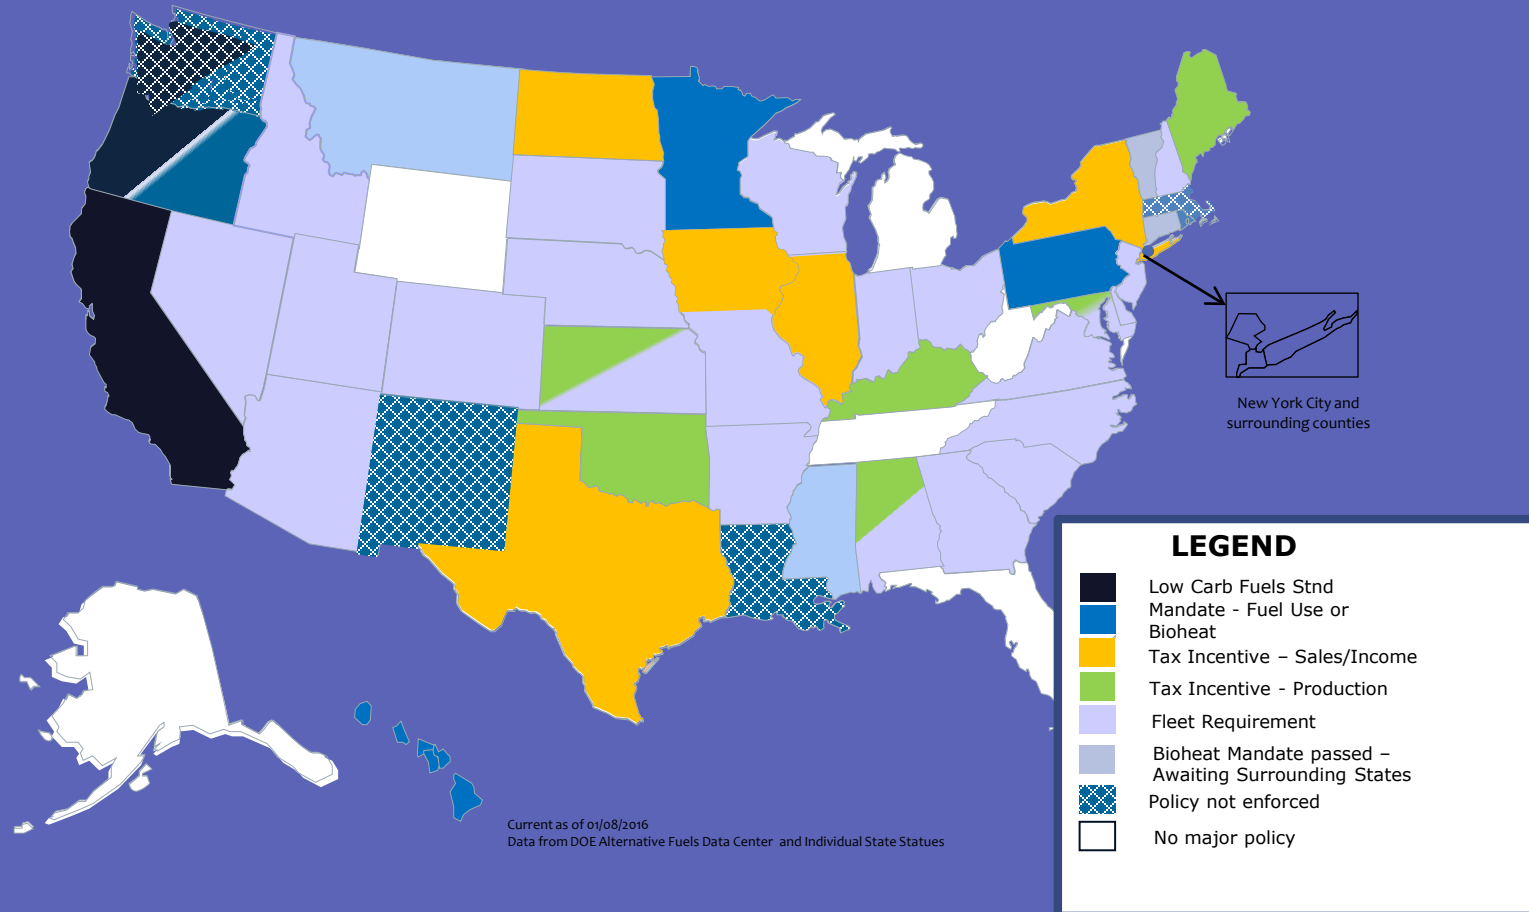 New York City and
surrounding counties
LEGEND
Low Carb Fuels Stnd
Mandate - Fuel Use or
Bioheat
Tax Incentive – Sales/Income
Tax Incentive - Production
Fleet Requirement
Bioheat Mandate passed –
Awaiting Surrounding States
Policy not enforced
No major policy
Current as of 01/08/2016
Data from DOE Alternative Fuels Data Center and Individual State Statues